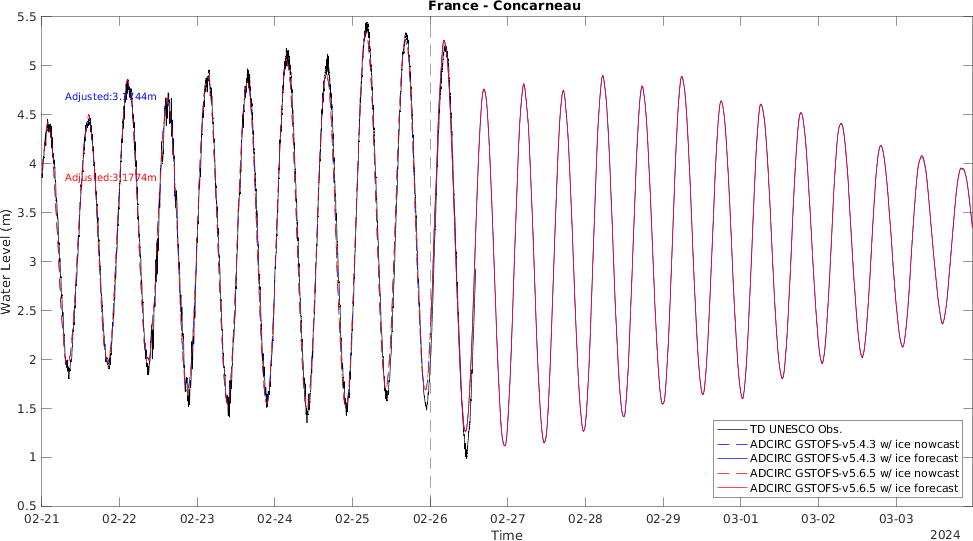 France - Concarneau
5.5
5
4.5
4
3.5
3
2.5
2
1.5
1
0.5
Water Level (m)
Adjusted:3.1744m
Adjusted:3.1774m
TD UNESCO Obs.
ADCIRC GSTOFS-v5.4.3 w/ ice nowcast
ADCIRC GSTOFS-v5.4.3 w/ ice forecast
ADCIRC GSTOFS-v5.6.5 w/ ice nowcast
ADCIRC GSTOFS-v5.6.5 w/ ice forecast
02-21 02-22 02-23 02-24 02-25 02-26 02-27 02-28 02-29 03-01 03-02 03-03
Time
2024